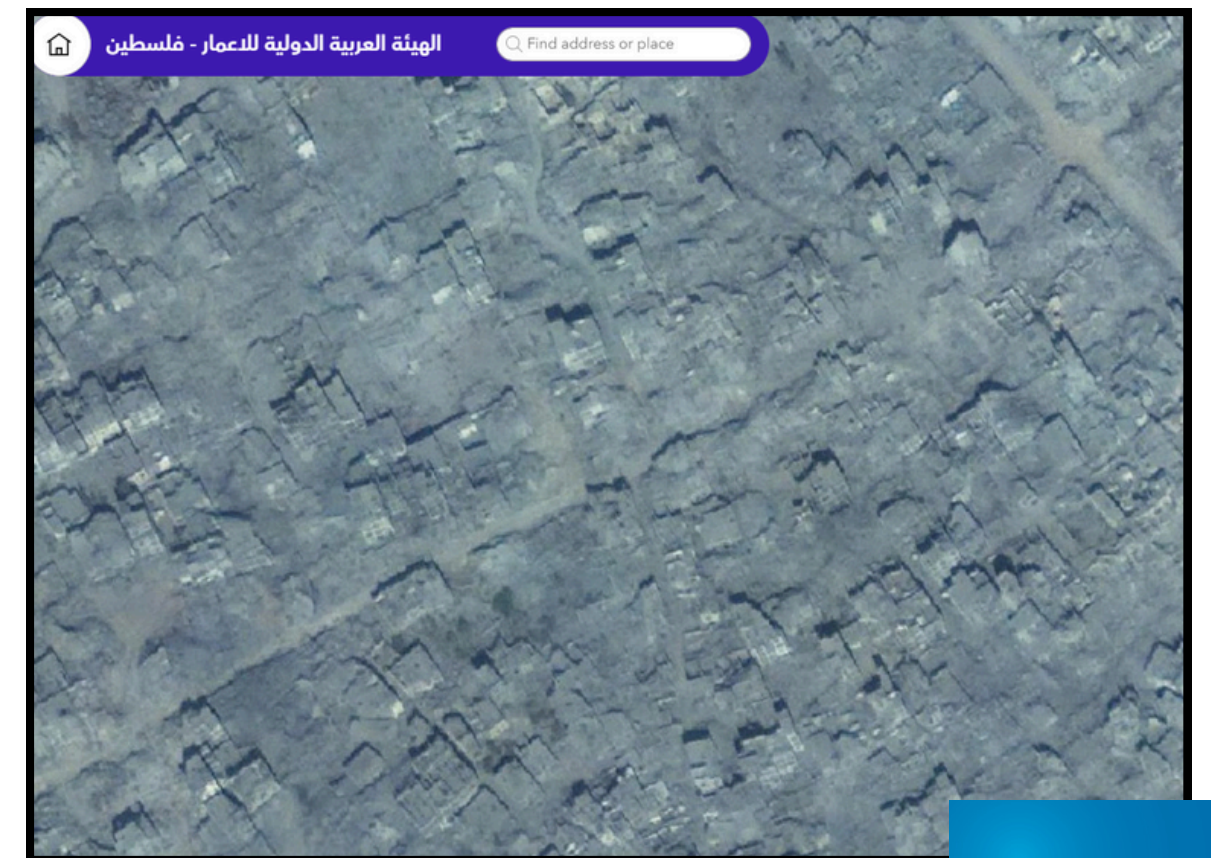 الهيئة العربية الدولية للاعمار - فلسطين
Find address or place